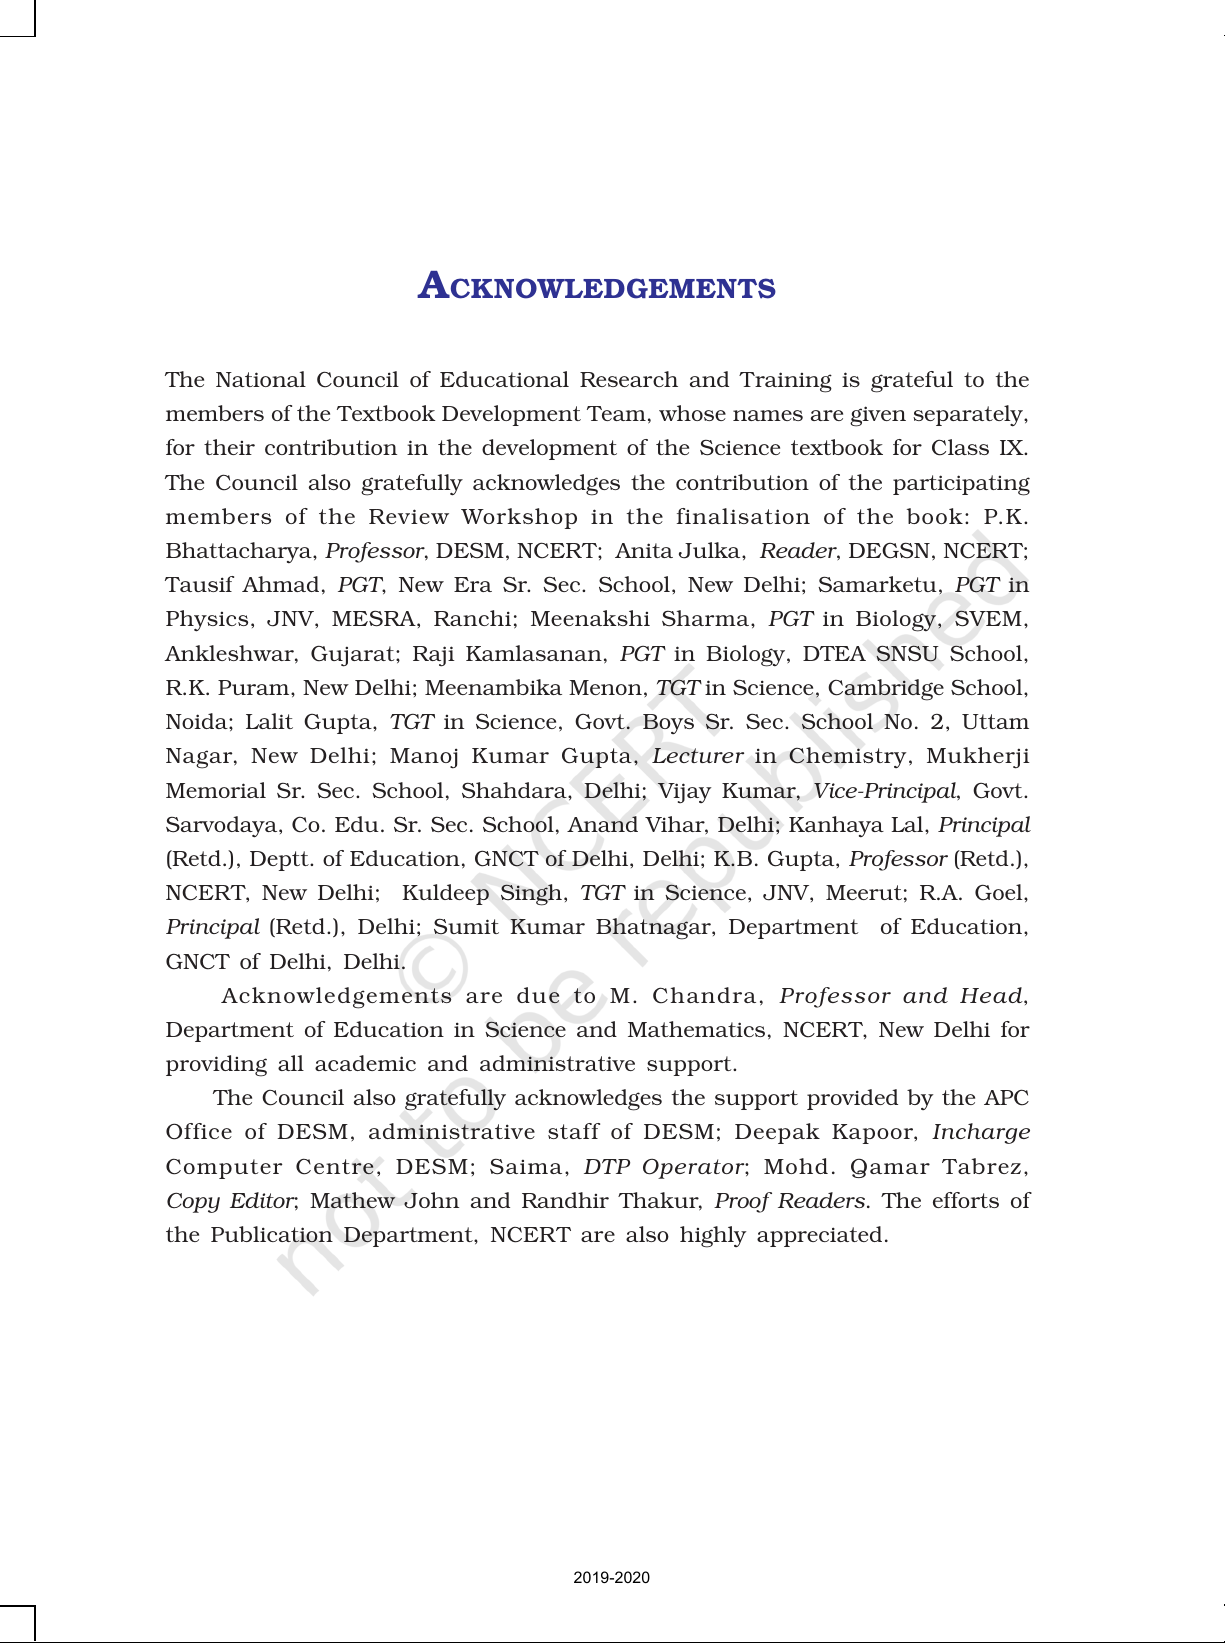 ACKNOWLEDGEMENTS
The National Council of Educational Research and Training is grateful to the
members of the Textbook Development Team, whose names are given separately,
for their contribution in the development of the Science textbook for Class IX.
The Council also gratefully acknowledges the contribution of the participating
members of the Review Workshop in the finalisation of the book: P.K.
Bhattacharya, Professor, DESM, NCERT; Anita Julka, Reader, DEGSN, NCERT;
Tausif Ahmad, PGT, New Era Sr. Sec. School, New Delhi; Samarketu, PGT in
Physics, JNV, MESRA, Ranchi; Meenakshi Sharma, PGT in Biology, SVEM,
Ankleshwar, Gujarat; Raji Kamlasanan, PGT in Biology, DTEA SNSU School,
R.K. Puram, New Delhi; Meenambika Menon, TGT in Science, Cambridge School,
Noida; Lalit Gupta, TGT in Science, Govt. Boys Sr. Sec. School No. 2, Uttam
Nagar, New Delhi; Manoj Kumar Gupta, Lecturer in Chemistry, Mukherji
Memorial Sr. Sec. School, Shahdara, Delhi; Vijay Kumar, Vice-Principal, Govt.
Sarvodaya, Co. Edu. Sr. Sec. School, Anand Vihar, Delhi; Kanhaya Lal, Principal
(Retd.), Deptt. of Education, GNCT of Delhi, Delhi; K.B. Gupta, Professor (Retd.),
NCERT, New Delhi; Kuldeep Singh, TGT in Science, JNV, Meerut; R.A. Goel,
Principal (Retd.), Delhi; Sumit Kumar Bhatnagar, Department of Education,
GNCT of Delhi, Delhi.
Acknowledgements are due to M. Chandra, Professor and Head,
Department of Education in Science and Mathematics, NCERT, New Delhi for
providing all academic and administrative support.
The Council also gratefully acknowledges the support provided by the APC
Office of DESM, administrative staff of DESM; Deepak Kapoor, Incharge
Computer Centre, DESM; Saima, DTP Operator; Mohd. Qamar Tabrez,
Copy Editor; Mathew John and Randhir Thakur, Proof Readers. The efforts of
the Publication Department, NCERT are also highly appreciated.
© NCERT
not to be republished
2019-2020